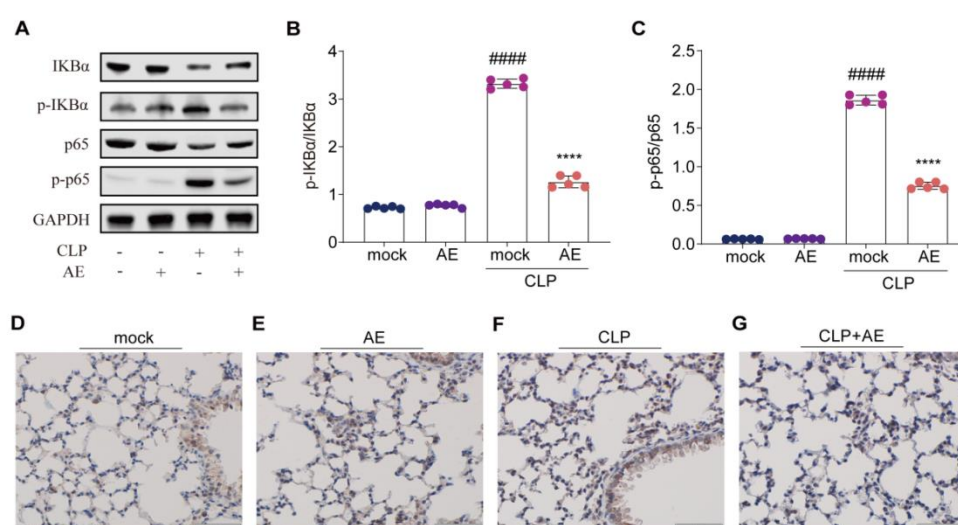 A
IKBα
p-IKBα
p65
p-p65
GAPDH
CLP - - + +
AE - + - +
B
p-IKBα/IKBα
4
3
2
1
0
####
****
mock AE mock AE
CLP
C
p-p65/p65
2.5
2.0
1.5
1.0
0.5
0.0
####
****
mock AE mock AE
CLP
D mock
E AE
F CLP
G CLP+AE